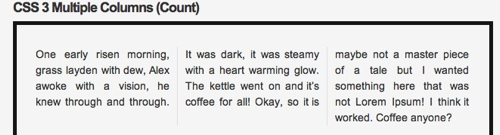 CSS 3 Multiple Columns (Count)
One early risen morning,
grass layden with dew, Alex
awoke with a vision, he
knew through and through.
It was dark, it was steamy
with a heart warming glow.
The kettle went on and it's
coffee for all! Okay, so it is
maybe not a master piece
of a tale but I wanted
something here that was
not Lorem Ipsum! I think it
worked. Coffee anyone?